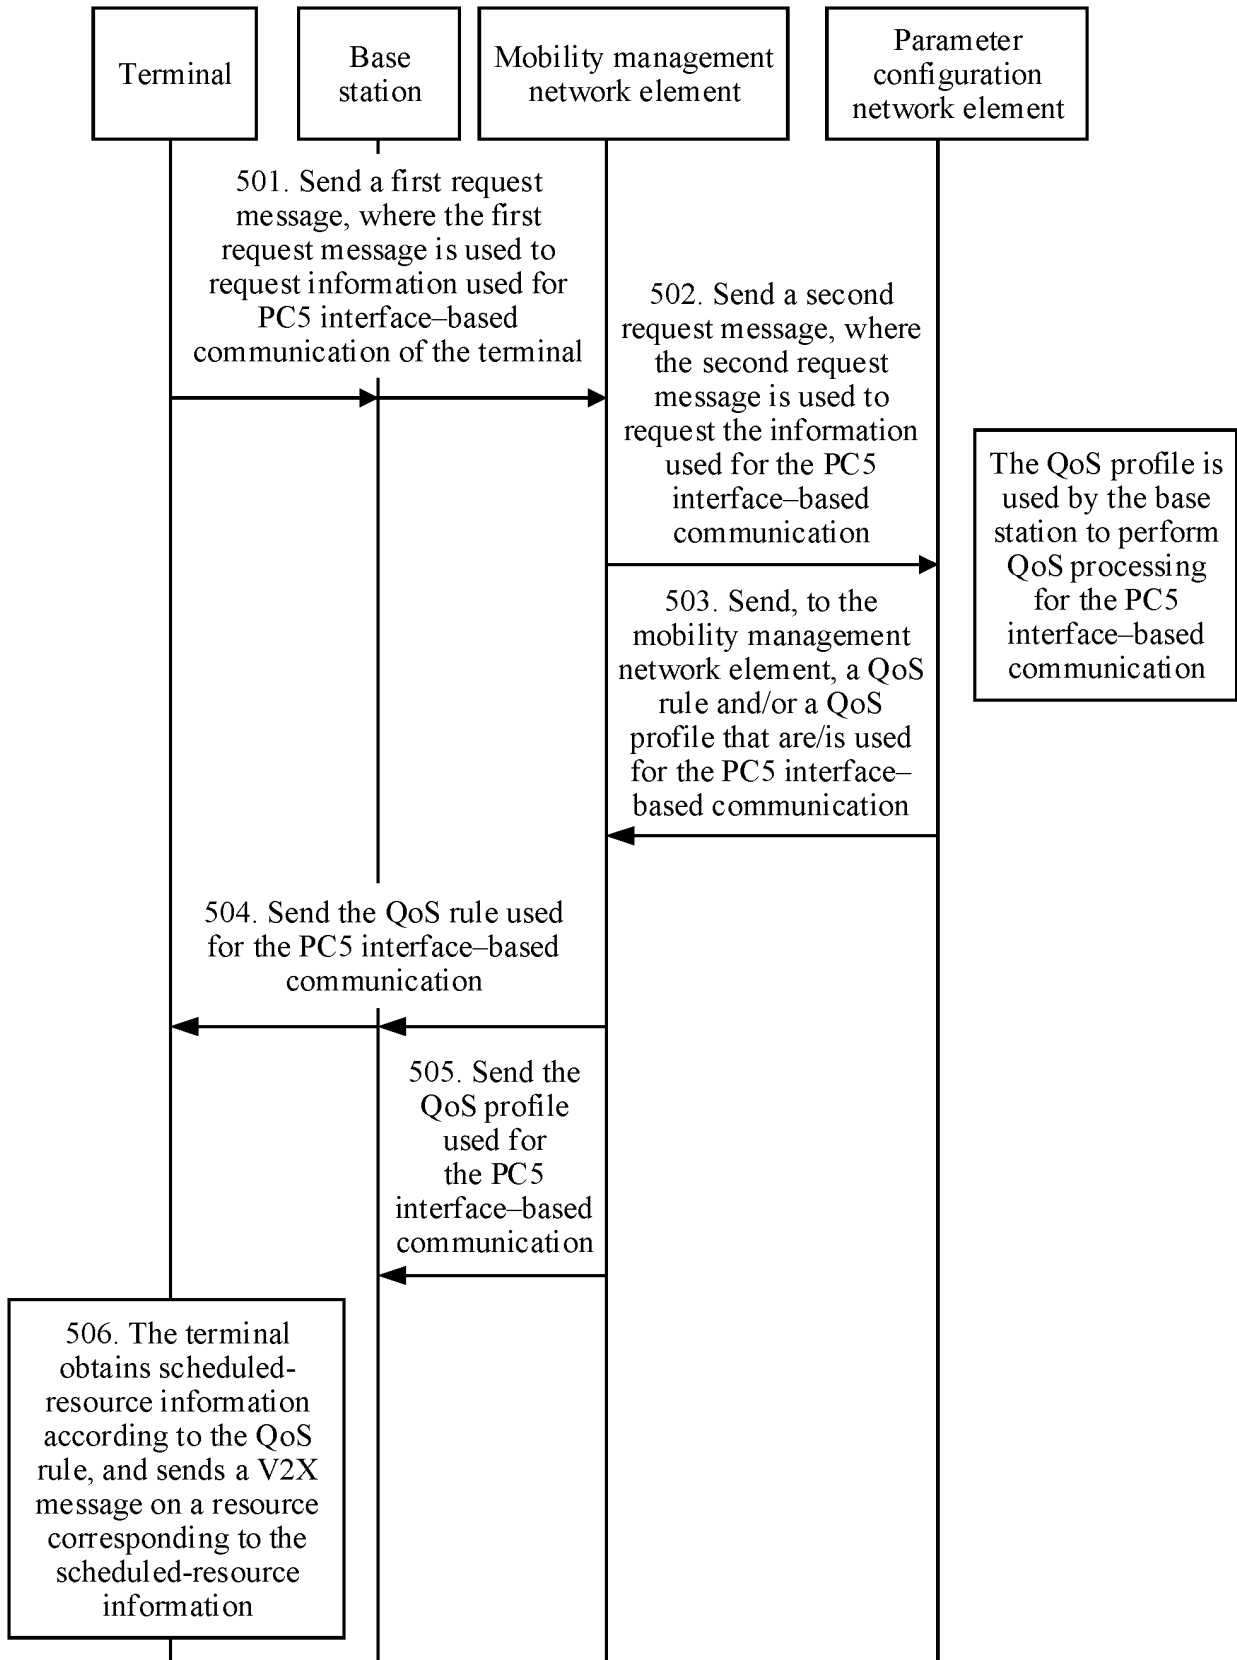 Terminal
Base
station
Mobility management
network element
Parameter
configuration
network element
501. Send a first request
message, where the first
request message is used to
request information used for
PC5 interface–based
communication of the terminal
502. Send a second
request message, where
the second request
message is used to
request the information
used for the PC5
interface–based
communication
The QoS profile is
used by the base
station to perform
QoS processing
for the PC5
interface–based
communication
503. Send, to the
mobility management
network element, a QoS
rule and/or a QoS
profile that are/is used
for the PC5 interface–
based communication
504. Send the QoS rule used
for the PC5 interface–based
communication
505. Send the
QoS profile
used for
the PC5
interface–based
communication
506. The terminal
obtains scheduled-
resource information
according to the QoS
rule, and sends a V2X
message on a resource
corresponding to the
scheduled-resource
information